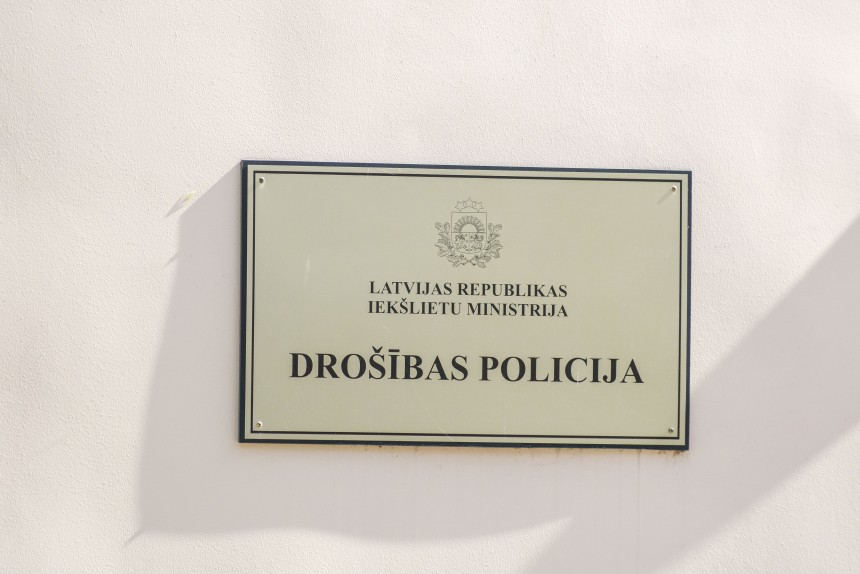 LATVIJAS REPUBLIKAS
IEKŠLIETU MINISTRIJA
DROŠĪBAS POLICIJA